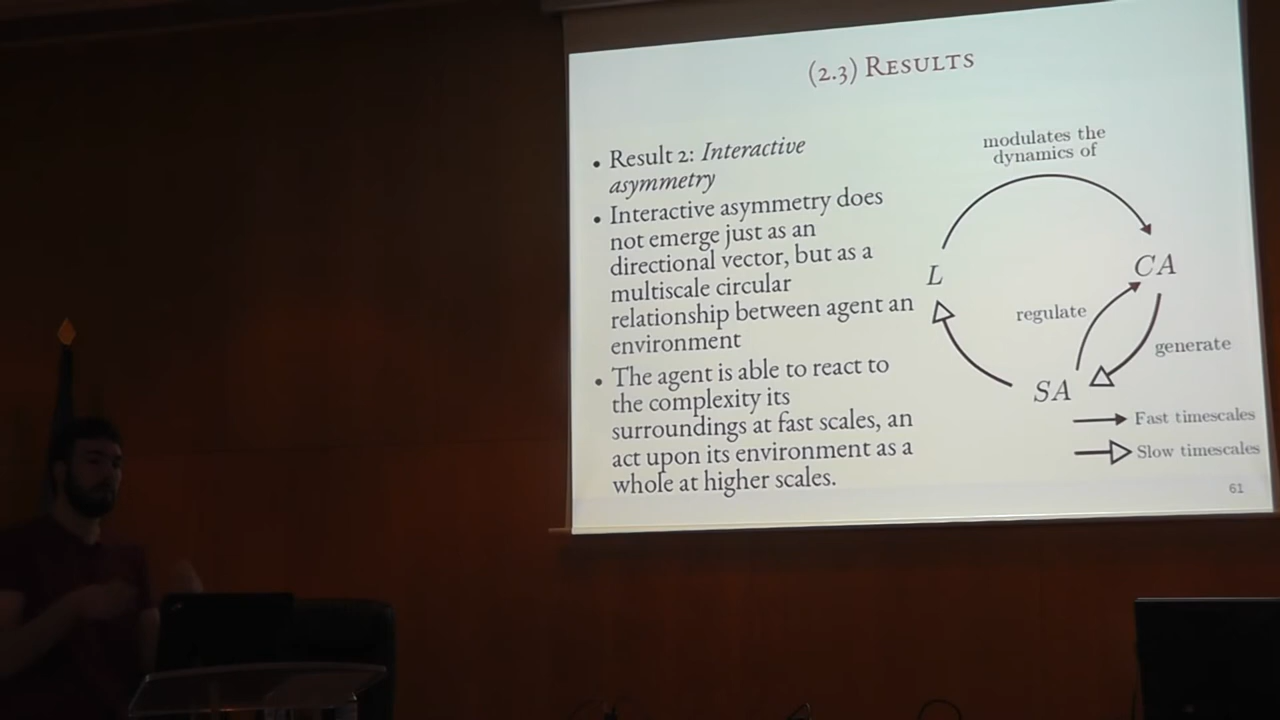 (2.3) Results
• Result 2: Interactive
asymmetry
• Interactive asymmetry does
not emerge just as an
directional vector, but as a
multiscale circular
relationship between agent an
environment
• The agent is able to react to
the complexity its
surroundings at fast scales, an
act upon its environment as a
whole at higher scales.
modulates the
dynamics of
L
CA
regulate
generate
SA
Fast timescales
Slow timescales
61